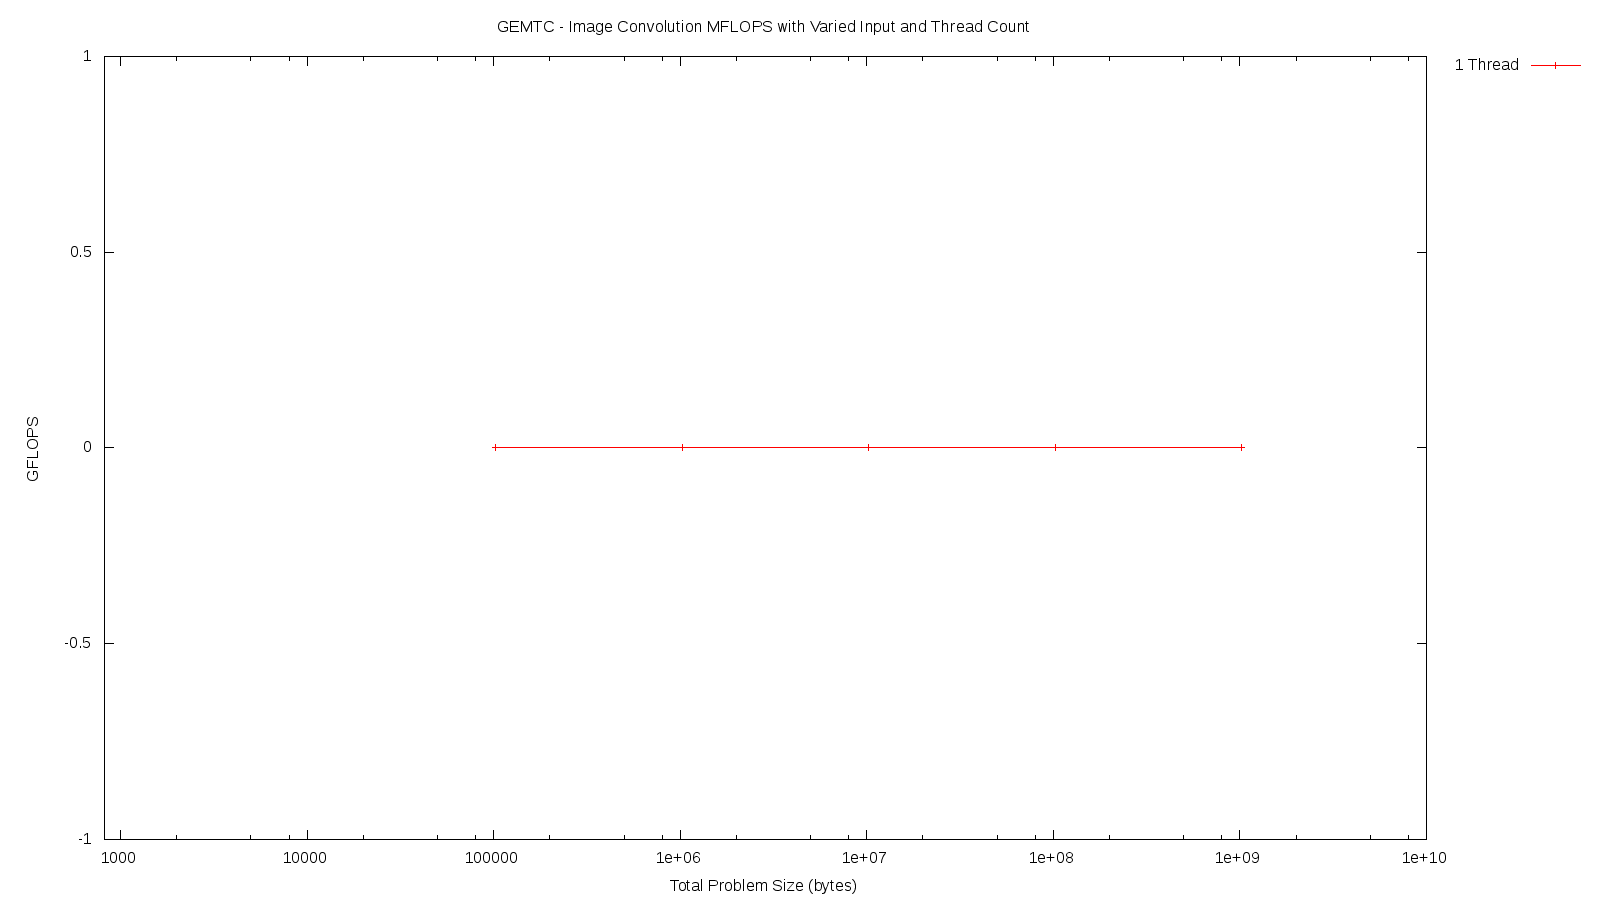 GEMTC - Image Convolution MFLOPS with Varied Input and Thread Count
1 Thread
1
0.5
0
-0.5
-1
GFLOPS
1000 10000 100000 1e+06 1e+07 1e+08 1e+09 1e+10
Total Problem Size (bytes)